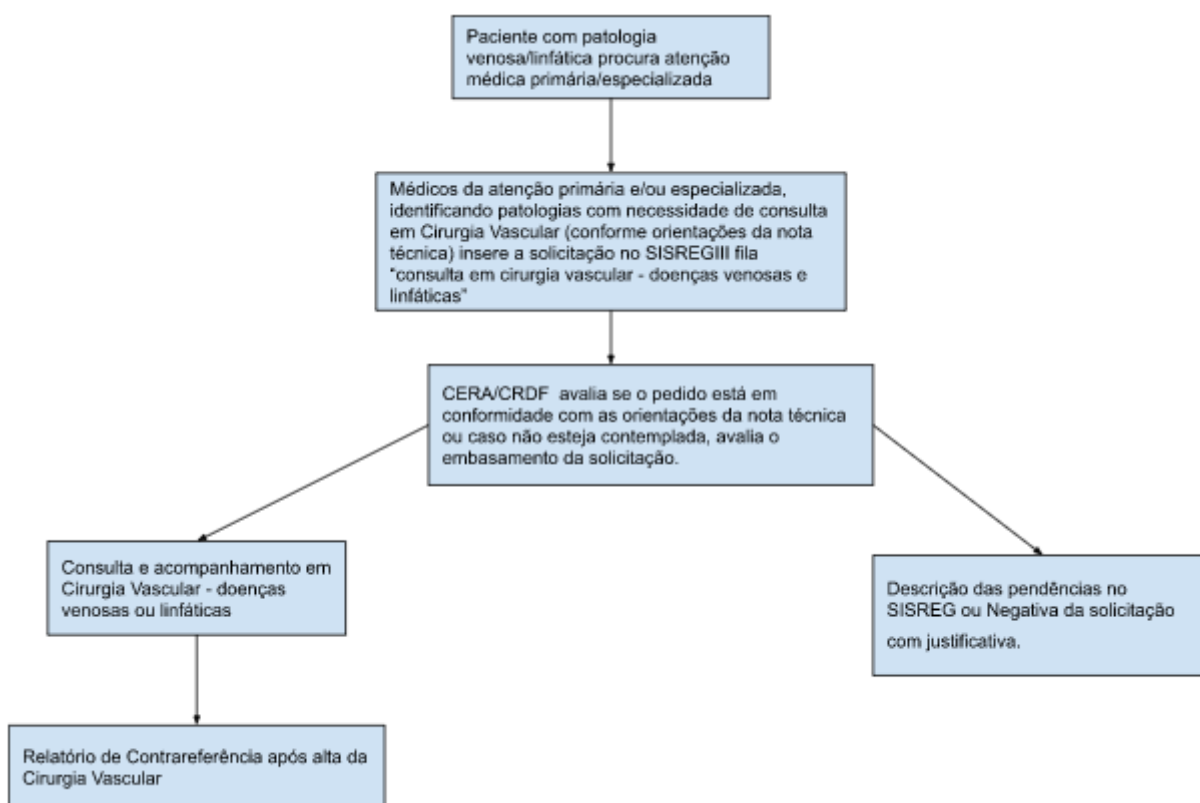 Paciente com patologia
venosa/linfática procura atenção
médica primária/especializada
Médicos da atenção primária e/ou especializada,
identificando patologias com necessidade de consulta
em Cirurgia Vascular (conforme orientações da nota
técnica) insere a solicitação no SISREGIII fila
“consulta em cirurgia vascular - doenças venosas e
linfáticas”
CERA/CRDF avalia se o pedido está em
conformidade com as orientações da nota técnica
ou caso não esteja contemplada, avalia o
embasamento da solicitação.
Consulta e acompanhamento em
Cirurgia Vascular - doenças
venosas ou linfáticas
Descrição das pendências no
SISREG ou Negativa da solicitação
com justificativa.
Relatório de Contrareferência após alta da
Cirurgia Vascular